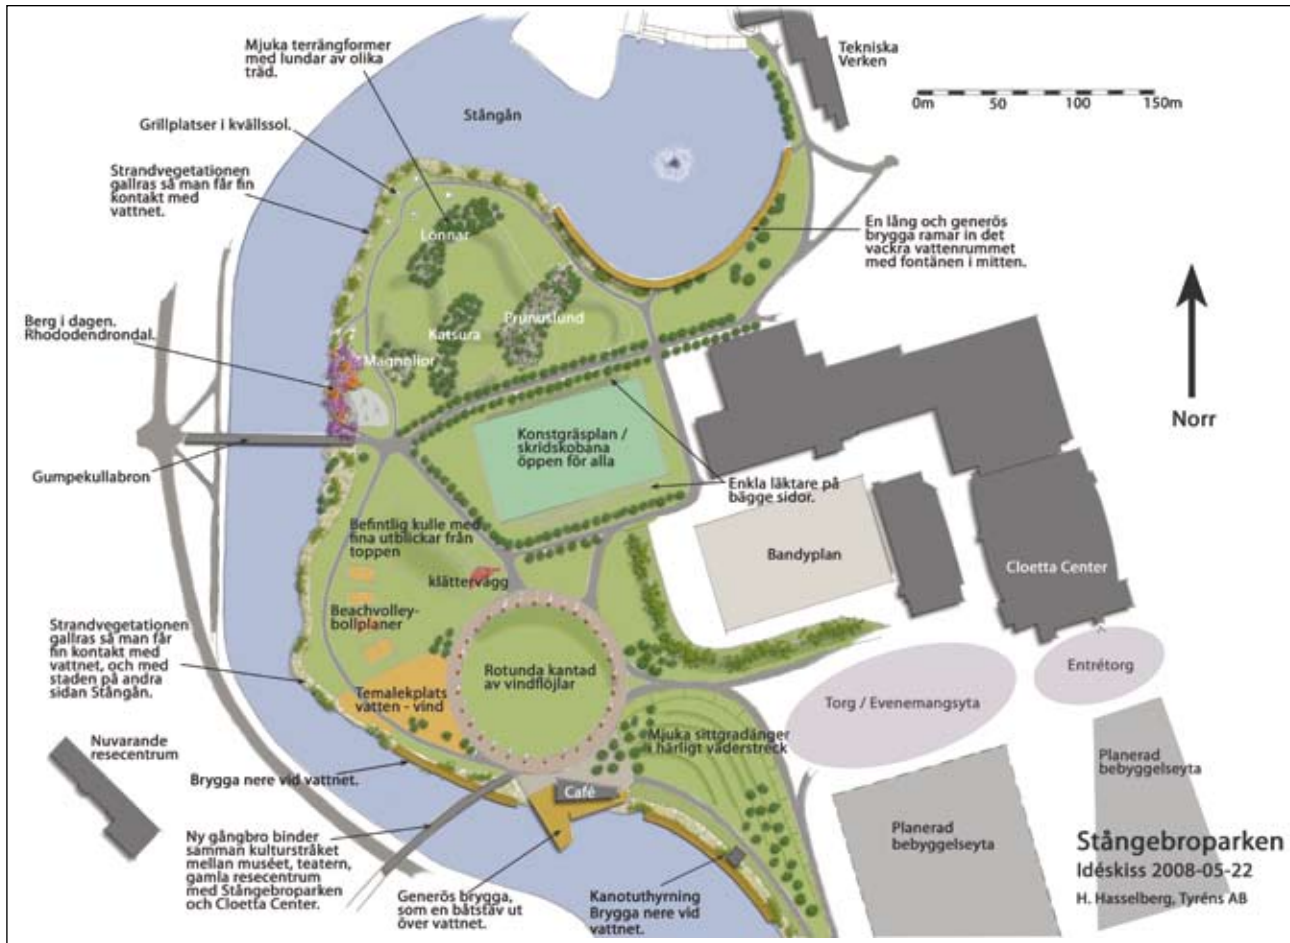 Mjuka terrängformer
med lundar av olika
träd.
Tekniska
Verken
0m 50 100 150m
Stångån
Grillplatser i kvällssol.
Strandvegetationen
gallras så man får fin
kontakt med
vattnet.
Lönnar
En lång och generös
brygga ramar in det
vackra vattenrummet
med fontänen i mitten.
Berg i dagen.
Rhododendrondal.
Prunuslund
Katsura
Magnolior
Norr
Konstgräsplan /
skridskobana
öppen för alla
Gumpekullabron
Enkla läktare på
bägge sidor.
Befintlig kulle med
fina utblickar från
toppen
Bandyplan
Cloetta Center
klättervägg
Beachvolley-
bollplaner
Strandvegetationen
gallras så man får
fin kontakt med
vattnet, och med
staden på andra
sidan Stångån.
Entrétorg
Rotunda kantad
av vindflöjlar
Temalekplats
vatten - vind
Torg / Evenemangsyta
Mjuka sittgradänger
i härligt väderstreck
Nuvarande
resecentrum
Planerad
bebyggelseyta
Brygga nere vid vattnet.
Café
Planerad
bebyggelseyta
Ny gångbro binder
samman kulturstråket
mellan muséet, teatern,
gamla resecentrum
med Stångebroparken
och Cloetta Center.
Generös brygga,
som en båtstäv ut
över vattnet.
Kanotuthyrning
Brygga nere vid
vattnet.
Stångebroparken
Idéskiss 2008-05-22
H. Hasselberg, Tyréns AB